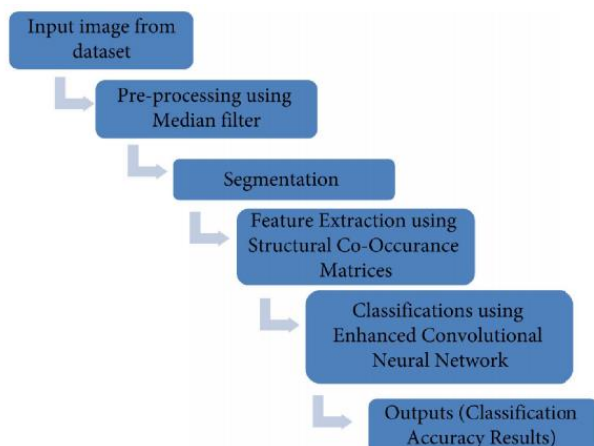 Input image from
dataset
Pre-processing using
Median filter
Segmentation
Feature Extraction using
Structural Co-Occurance
Matrices
Classifications using
Enhanced Convolutional
Neural Network
Outputs (Classification
Accuracy Results)